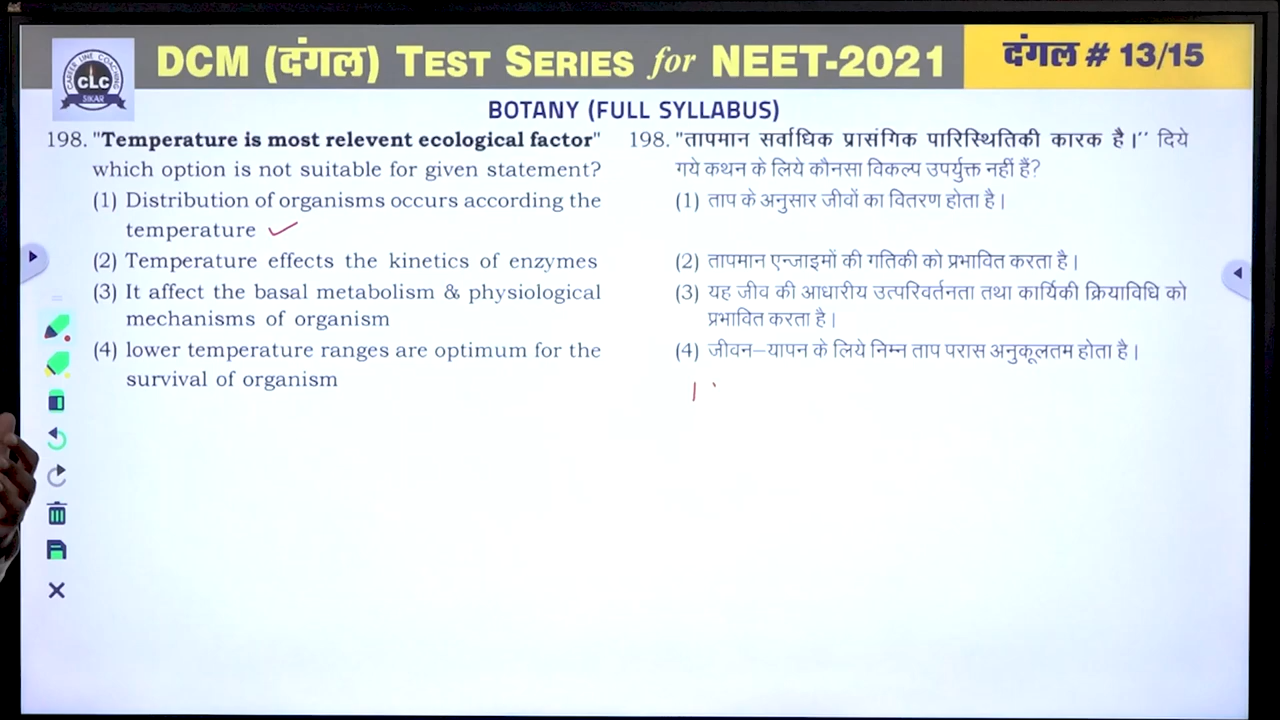 DCM (दंगल) TEST SERIES for NEET-2021
दंगल # 13/15
CAREER LINE COACHING
CLC
SIKAR
BOTANY (FULL SYLLABUS)
198. "Temperature is most relevent ecological factor"
which option is not suitable for given statement?
(1) Distribution of organisms occurs according the
temperature
(2) Temperature effects the kinetics of enzymes
(3) It affect the basal metabolism & physiological
mechanisms of organism
(4) lower temperature ranges are optimum for the
survival of organism
198. "तापमान सर्वाधिक प्रासंगिक पारिस्थितिकी कारक है।" दिये
गये कथन के लिये कौनसा विकल्प उपर्युक्त नहीं हैं?
(1) ताप के अनुसार जीवों का वितरण होता है।
(2) तापमान एन्जाइमों की गतिकी को प्रभावित करता है।
(3) यह जीव की आधारीय उत्परिवर्तनता तथा कार्यिकी क्रियाविधि को
प्रभावित करता है।
(4) जीवन–यापन के लिये निम्न ताप परास अनुकूलतम होता है।